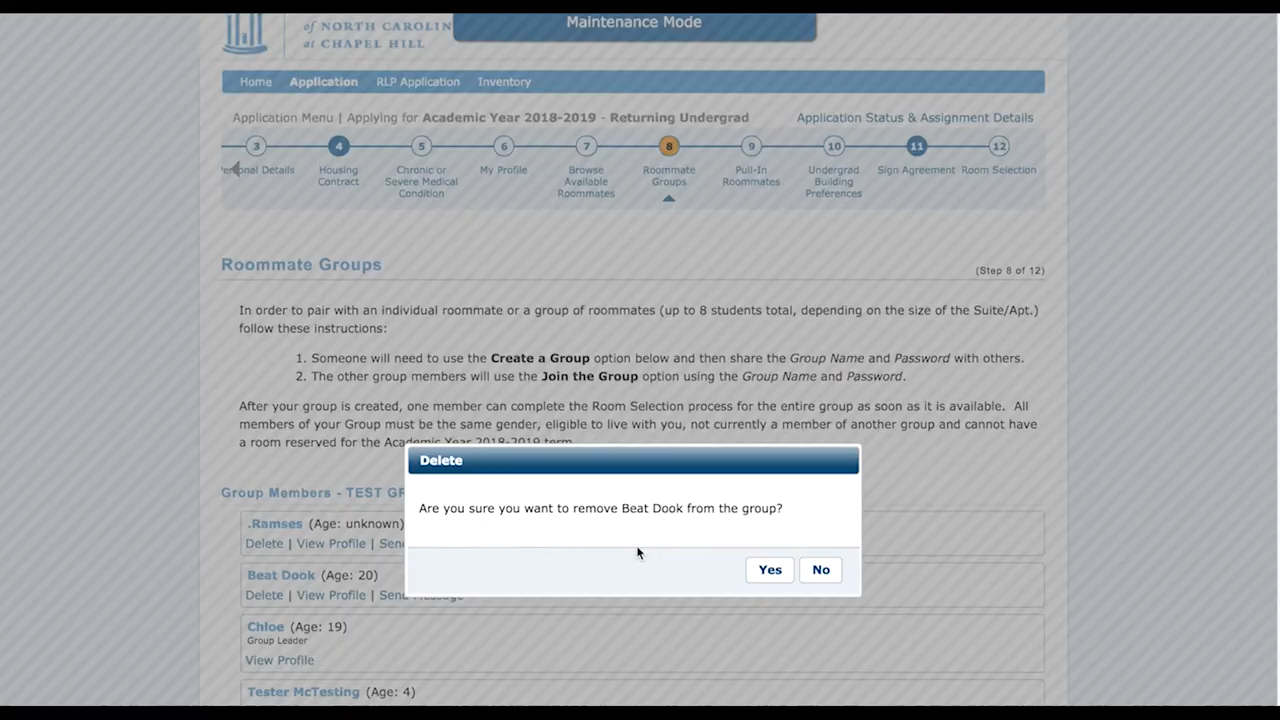 of NORTH CAROLIN
at CHAPEL HILL
Maintenance Mode
Home Application RLP Application Inventory
Application Menu | Applying for Academic Year 2018-2019 - Returning Undergrad Application Status & Assignment Details
3 4 5 6 7 8 9 10 11 12
onal Details
Housing
Contract
Chronic or
Severe Medical
Condition
My Profile
Browse
Available
Roommates
Roommate
Groups
Pull-In
Roommates
Undergrad
Building
Preferences
Sign Agreement
Room Selection
Roommate Groups
(Step 8 of 12)
In order to pair with an individual roommate or a group of roommates (up to 8 students total, depending on the size of the Suite/Apt.)
follow these instructions:
1. Someone will need to use the Create a Group option below and then share the Group Name and Password with others.
2. The other group members will use the Join the Group option using the Group Name and Password.
After your group is created, one member can complete the Room Selection process for the entire group as soon as it is available. All
members of your Group must be the same gender, eligible to live with you, not currently a member of another group and cannot have
a room reserved for the Academic Year 2018-2019 term.
Delete
Are you sure you want to remove Beat Dook from the group?
Yes No
Group Members - TEST GR
.Ramses (Age: unknown)
Delete | View Profile | Send
Beat Dook (Age: 20)
Delete | View Profile | Send Message
Chloe (Age: 19)
Group Leader
View Profile
Tester McTesting (Age: 4)